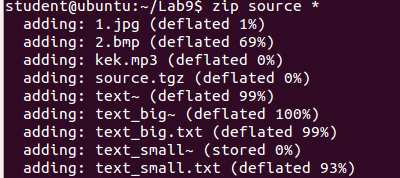 student@ubuntu:~/Lab9$ zip source *
adding: 1.jpg (deflated 1%)
adding: 2.bmp (deflated 69%)
adding: kek.mp3 (deflated 0%)
adding: source.tgz (deflated 0%)
adding: text~ (deflated 99%)
adding: text_big~ (deflated 100%)
adding: text_big.txt (deflated 99%)
adding: text_small~ (stored 0%)
adding: text_small.txt (deflated 93%)